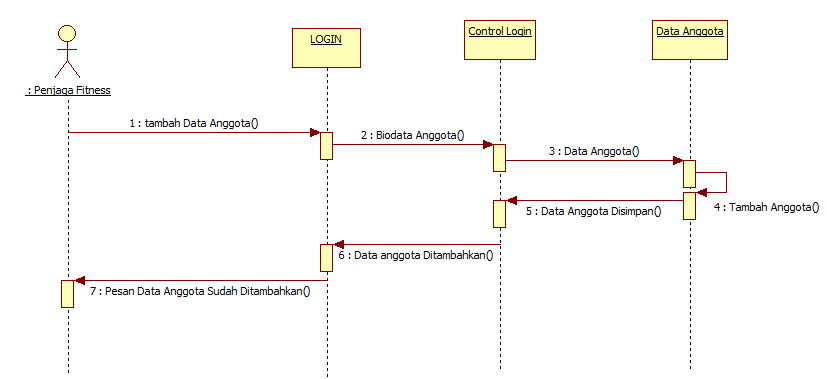 : Penjaga Fitness
LOGIN
Control Login
Data Anggota
1 : tambah Data Anggota()
2 : Biodata Anggota()
3 : Data Anggota()
4 : Tambah Anggota()
5 : Data Anggota Disimpan()
6 : Data anggota Ditambahkan()
7 : Pesan Data Anggota Sudah Ditambahkan()